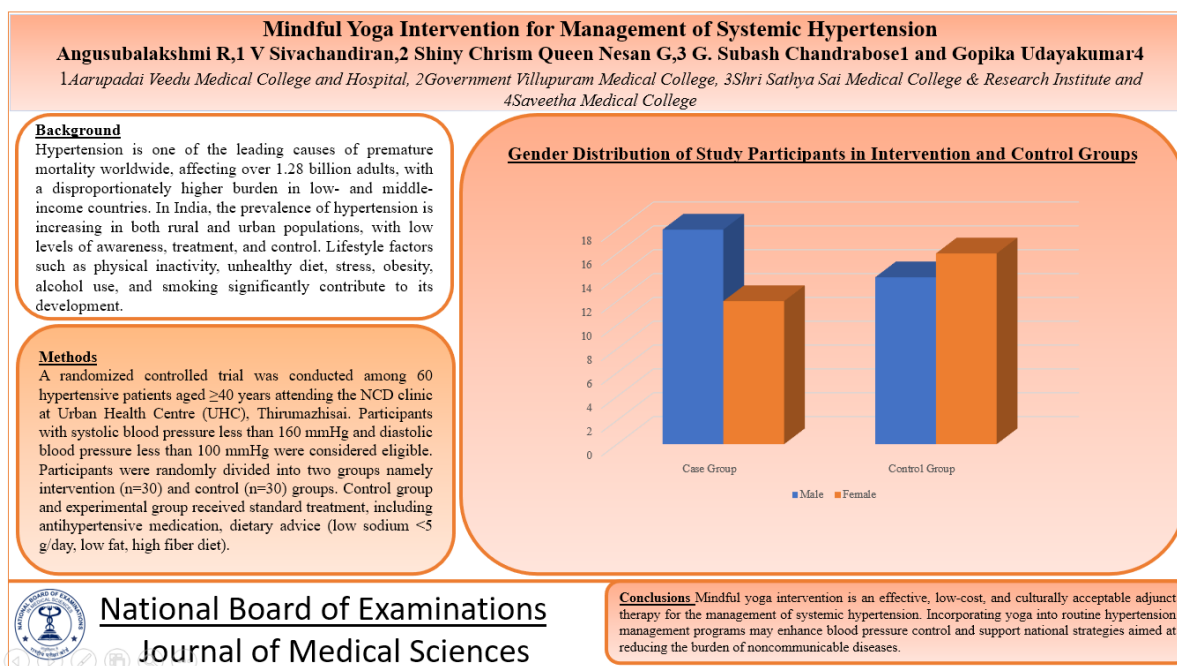 Mindful Yoga Intervention for Management of Systemic Hypertension
Angusubalakshmi R,1 V Sivachandiran,2 Shiny Chrism Queen Nesan G,3 G. Subash Chandrabose1 and Gopika Udayakumar4
1Aarupadai Veedu Medical College and Hospital, 2Government Villupuram Medical College, 3Shri Sathya Sai Medical College & Research Institute and
4Saveetha Medical College
Background
Hypertension is one of the leading causes of premature
mortality worldwide, affecting over 1.28 billion adults, with
a disproportionately higher burden in low- and middle-
income countries. In India, the prevalence of hypertension is
increasing in both rural and urban populations, with low
levels of awareness, treatment, and control. Lifestyle factors
such as physical inactivity, unhealthy diet, stress, obesity,
alcohol use, and smoking significantly contribute to its
development.
Methods
A randomized controlled trial was conducted among 60
hypertensive patients aged ≥40 years attending the NCD clinic
at Urban Health Centre (UHC), Thirumazhisai. Participants
with systolic blood pressure less than 160 mmHg and diastolic
blood pressure less than 100 mmHg were considered eligible.
Participants were randomly divided into two groups namely
intervention (n=30) and control (n=30) groups. Control group
and experimental group received standard treatment, including
antihypertensive medication, dietary advice (low sodium <5
g/day, low fat, high fiber diet).
Gender Distribution of Study Participants in Intervention and Control Groups
18
16
14
12
10
8
6
4
2
0
Case Group
Control Group
Male
Female
NATIONAL BOARD OF EXAMINATIONS
IN MEDICAL SCIENCES
National Board of Examinations
Journal of Medical Sciences
Conclusions Mindful yoga intervention is an effective, low-cost, and culturally acceptable adjunct
therapy for the management of systemic hypertension. Incorporating yoga into routine hypertension
management programs may enhance blood pressure control and support national strategies aimed at
reducing the burden of noncommunicable diseases.